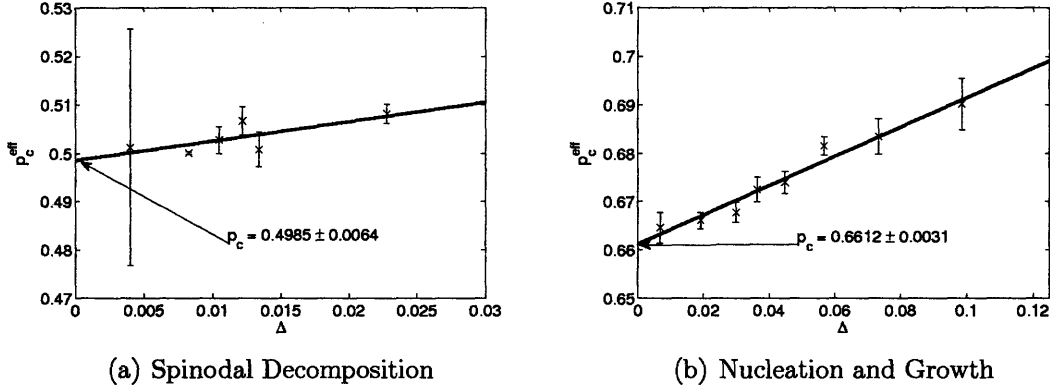 0.53
0.52
0.51
0.5
0.49
0.48
0.47
p_c^eff
0 0.005 0.01 0.015 0.02 0.025 0.03
Δ
p_c = 0.4985 ± 0.0064
(a) Spinodal Decomposition
0.71
0.7
0.69
0.68
0.67
0.66
0.65
p_c^eff
0 0.02 0.04 0.06 0.08 0.1 0.12
Δ
p_c = 0.6612 ± 0.0031
(b) Nucleation and Growth